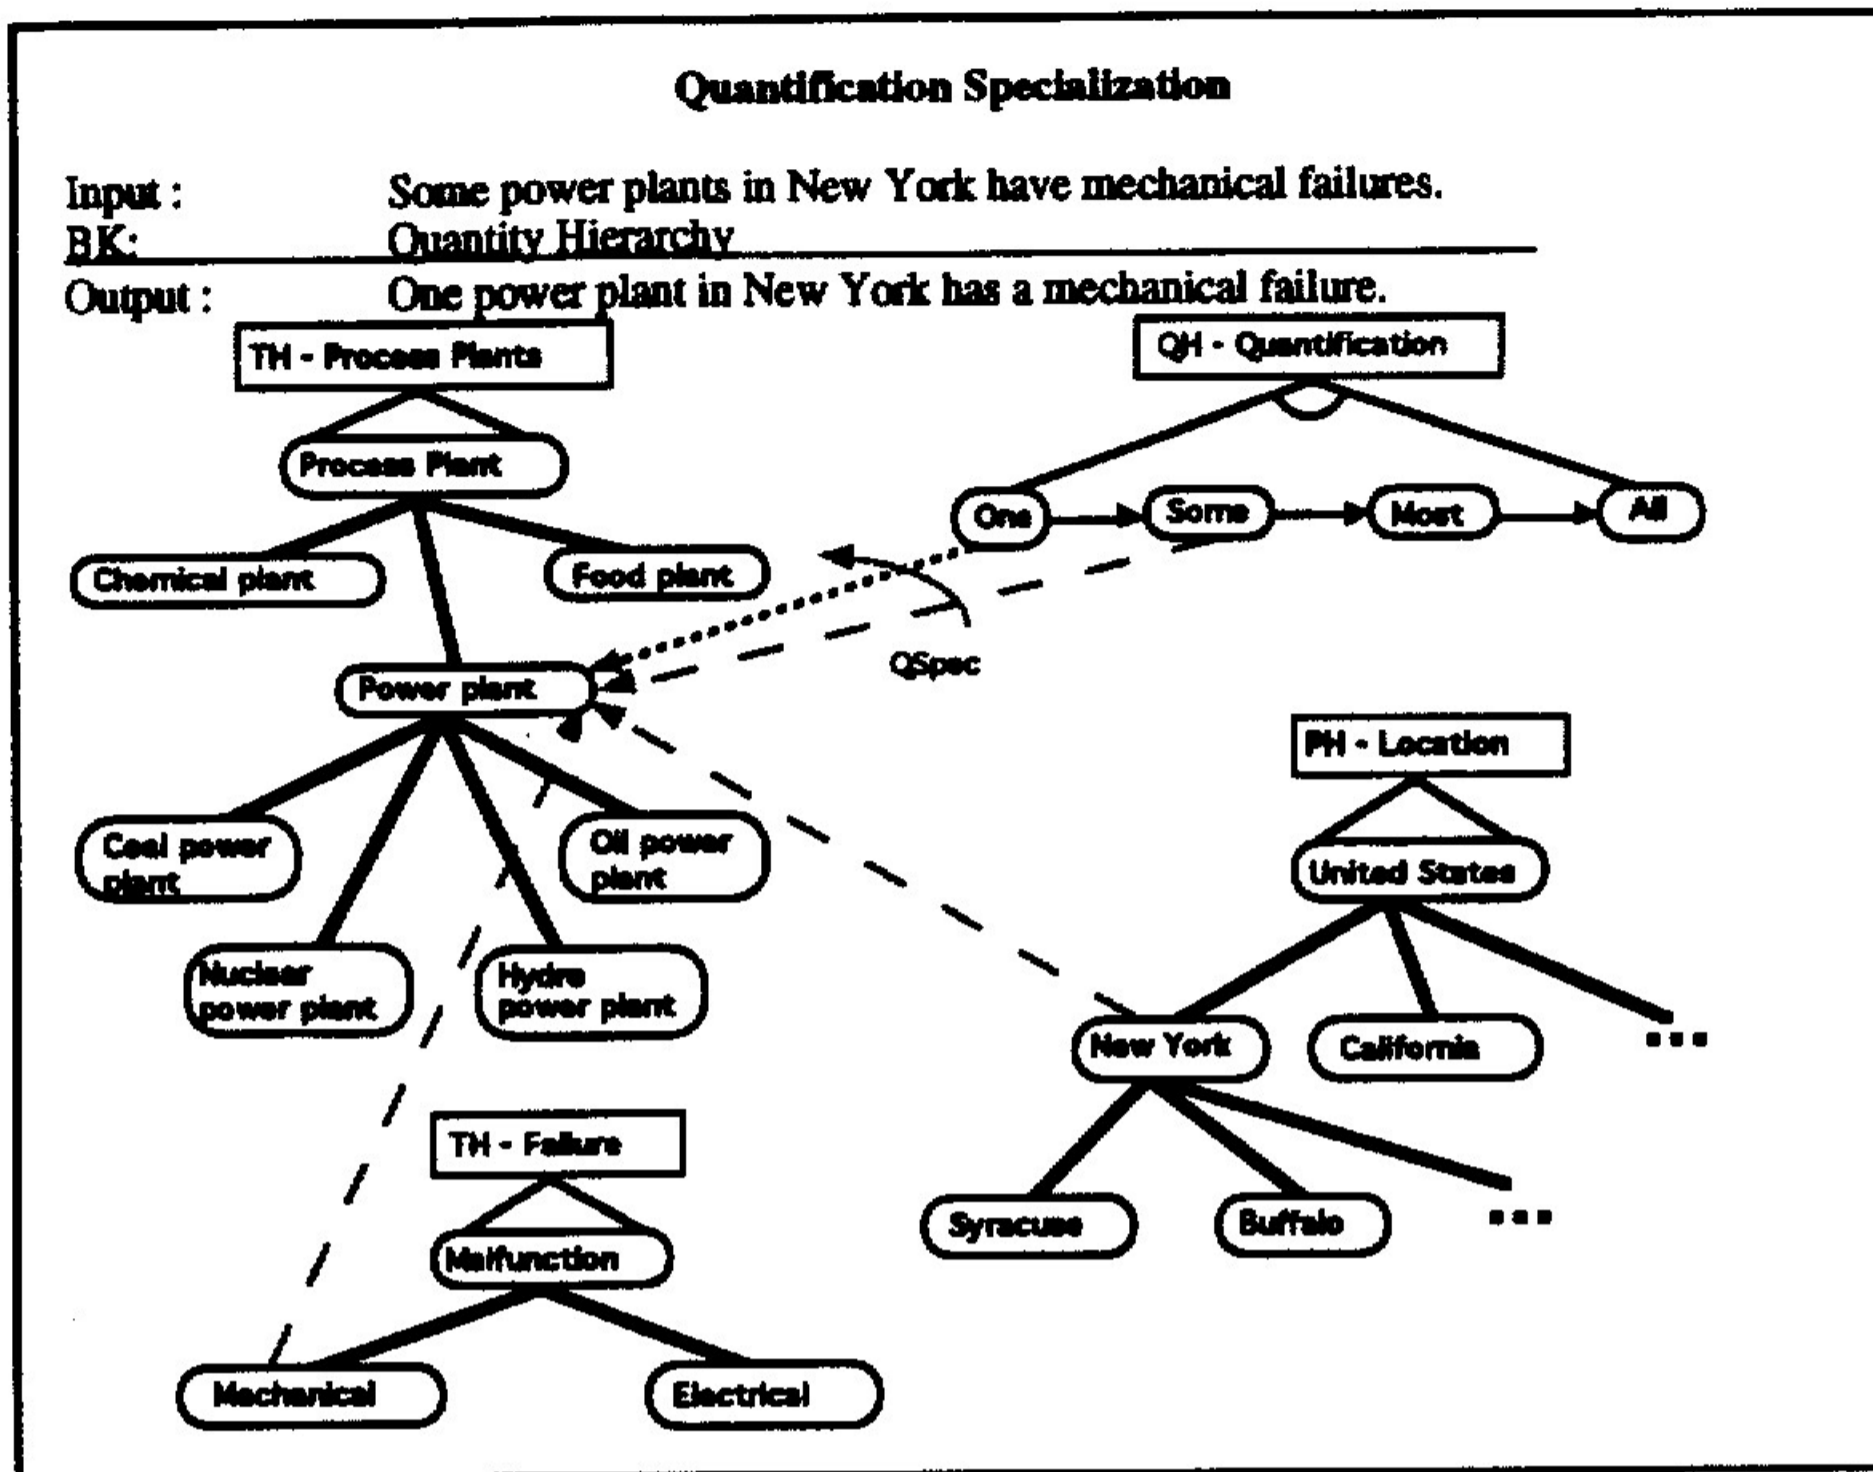 Quantification Specialization
Input : Some power plants in New York have mechanical failures.
BK: Quantity Hierarchy
Output : One power plant in New York has a mechanical failure.
TH - Process Plants
QH - Quantification
Process Plant
One
Some
Most
All
Chemical plant
Food plant
QSpec
Power plant
PH - Location
Coal power
plant
Oil power
plant
United States
Nuclear
power plant
Hydro
power plant
New York
California
...
TH - Failure
Syracuse
Buffalo
...
Malfunction
Mechanical
Electrical